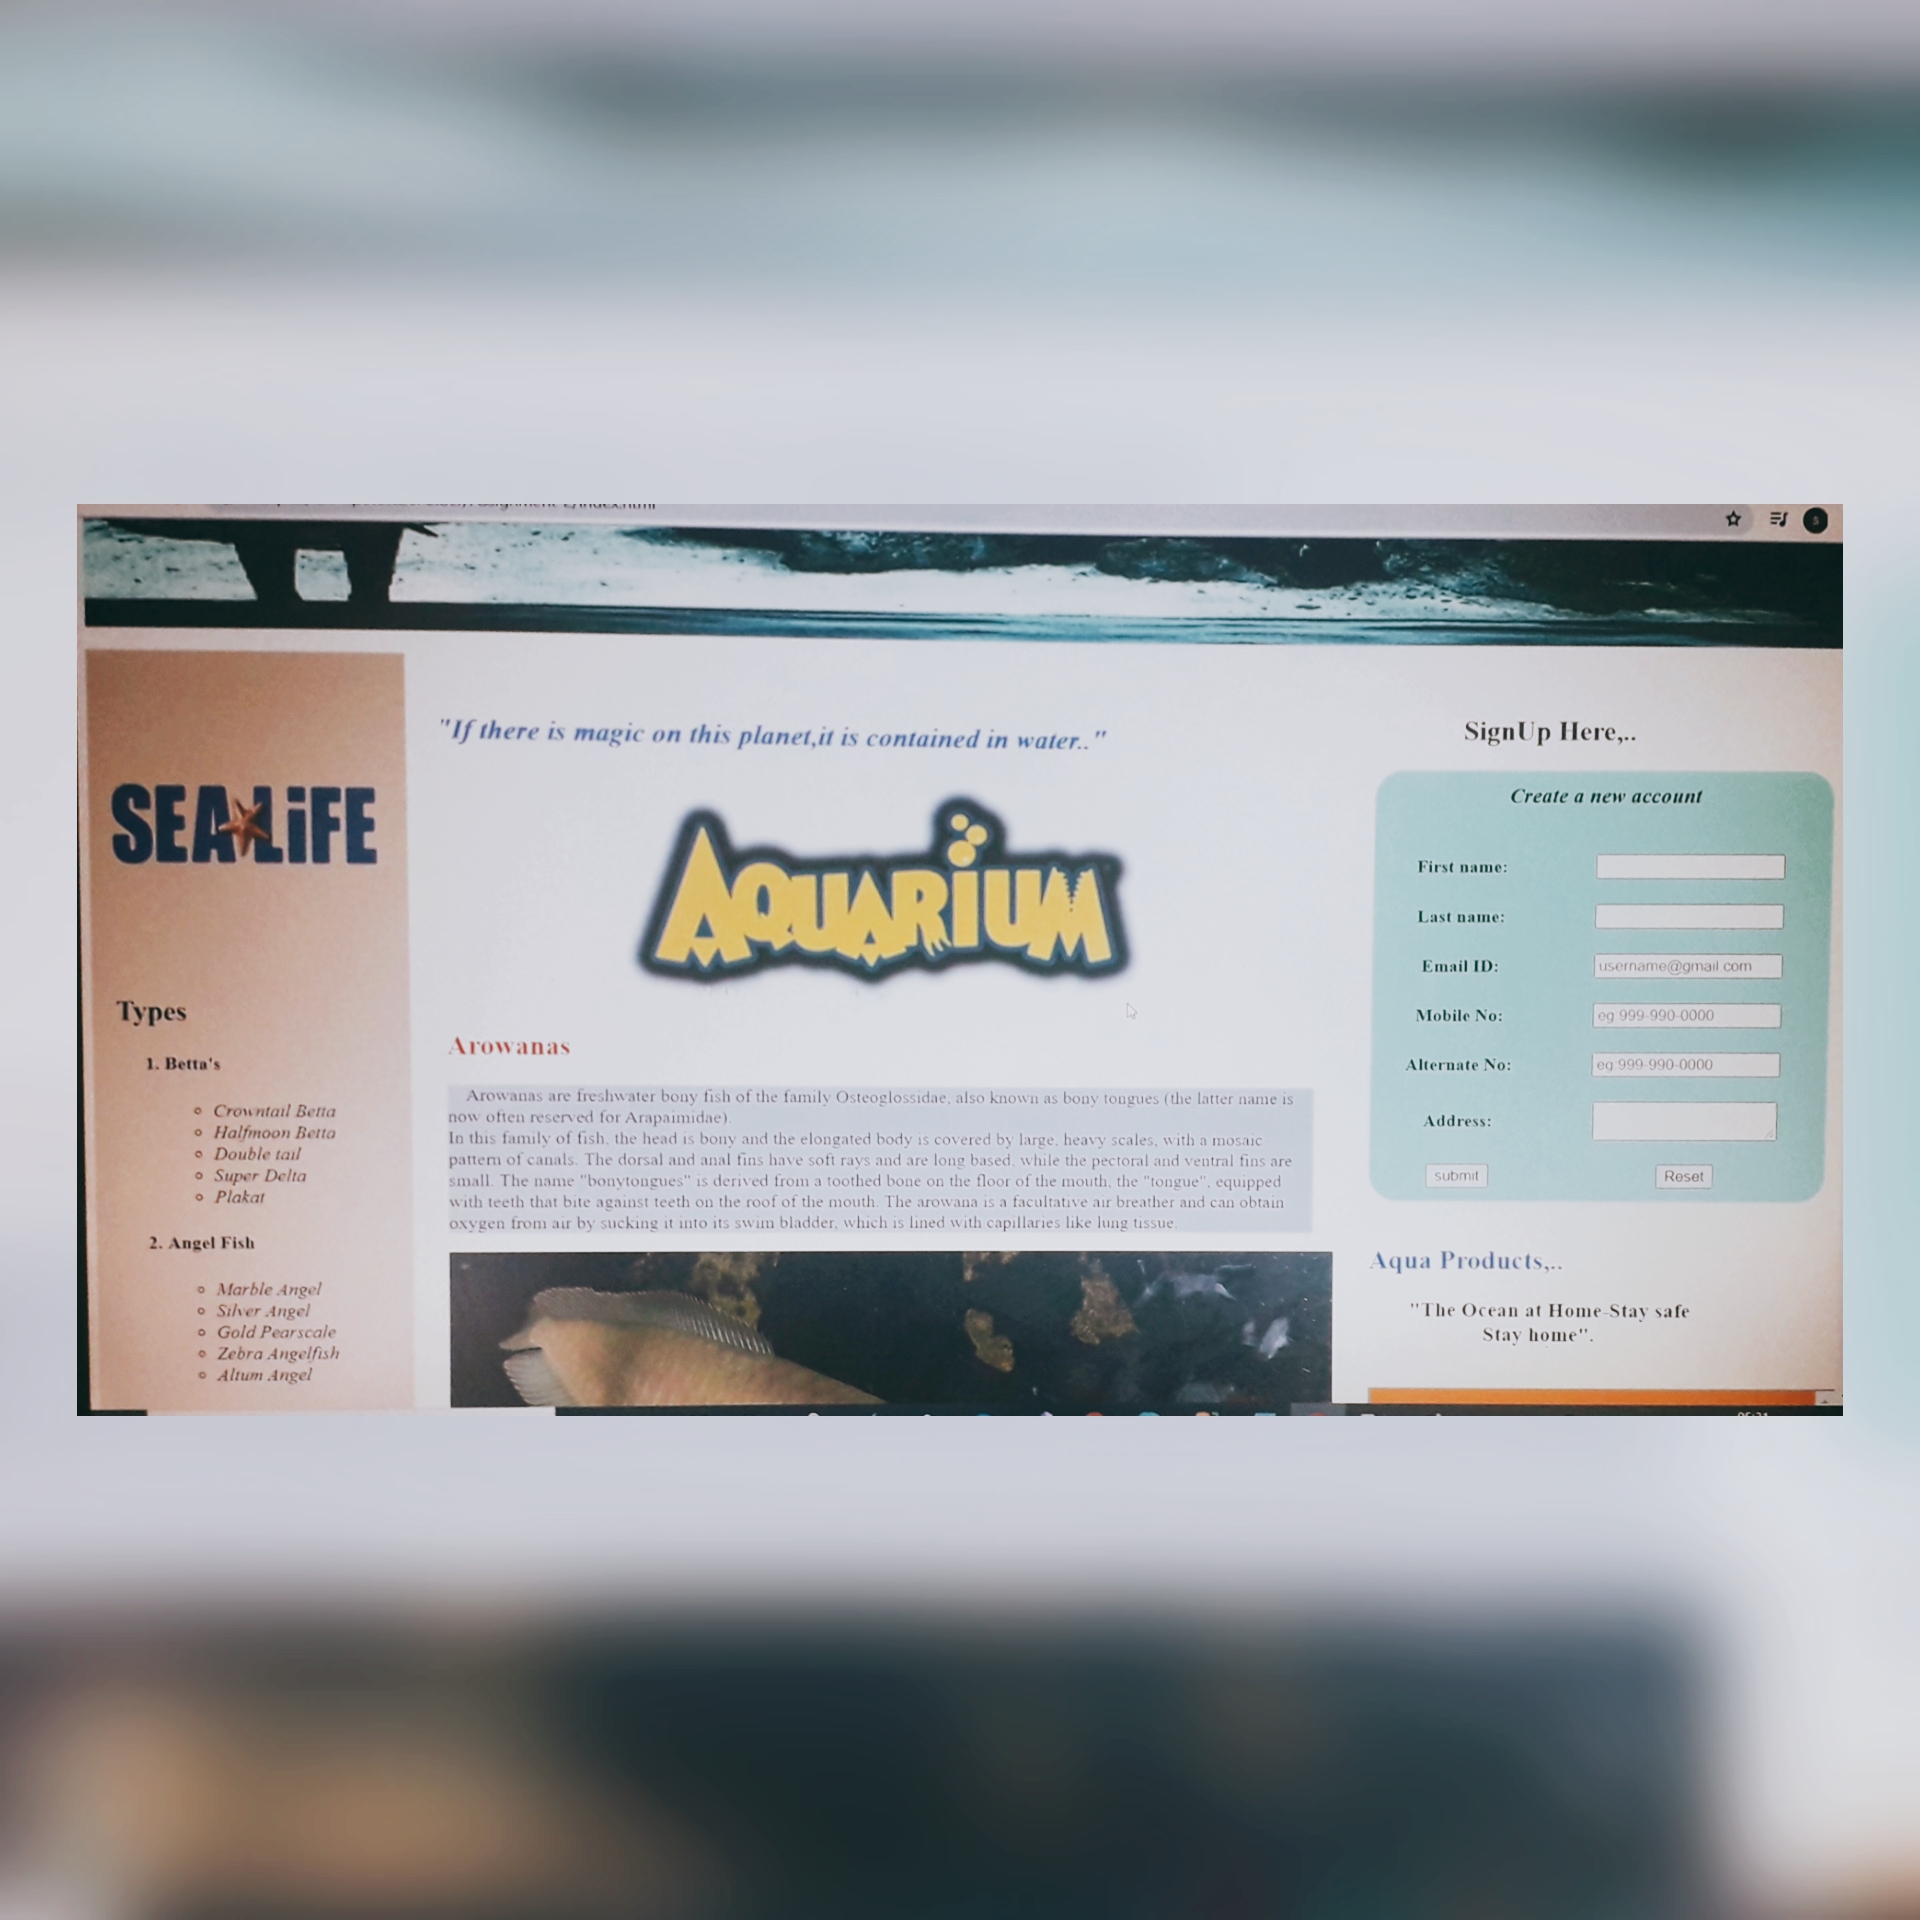 SEA LiFE
Types
1. Betta's
Crowntail Betta
Halfmoon Betta
Double tail
Super Delta
Plakat
2. Angel Fish
Marble Angel
Silver Angel
Gold Pearscale
Zebra Angelfish
Altum Angel
"If there is magic on this planet,it is contained in water.."
AQUARiUM
Arowanas
Arowanas are freshwater bony fish of the family Osteoglossidae, also known as bony tongues (the latter name is
now often reserved for Arapaimidae).
In this family of fish, the head is bony and the elongated body is covered by large, heavy scales, with a mosaic
pattern of canals. The dorsal and anal fins have soft rays and are long based, while the pectoral and ventral fins are
small. The name "bonytongues" is derived from a toothed bone on the floor of the mouth, the "tongue", equipped
with teeth that bite against teeth on the roof of the mouth. The arowana is a facultative air breather and can obtain
oxygen from air by sucking it into its swim bladder, which is lined with capillaries like lung tissue.
SignUp Here,..
Create a new account
First name:
Last name:
Email ID: username@gmail.com
Mobile No: eg 999-990-0000
Alternate No: eg 999-990-0000
Address:
submit Reset
Aqua Products,..
"The Ocean at Home-Stay safe
Stay home".